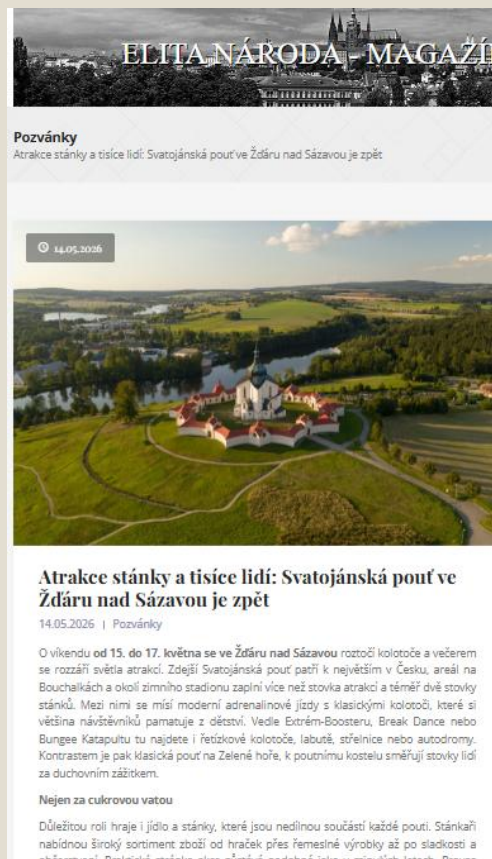 ELITA NÁRODA - MAGAZÍ
Pozvánky
Atrakce stánky a tisíce lidí: Svatojánská pouť ve Žďáru nad Sázavou je zpět
14.05.2026
Atrakce stánky a tisíce lidí: Svatojánská pouť ve
Žďáru nad Sázavou je zpět
14.05.2026 | Pozvánky
O víkendu od 15. do 17. května se ve Žďáru nad Sázavou roztočí kolotoče a večerem
se rozzáří světla atrakcí. Zdejší Svatojánská pouť patří k největším v Česku, areál na
Bouchalkách a okolí zimního stadionu zaplní více než stovka atrakcí a téměř dvě stovky
stánků. Mezi nimi se mísí moderní adrenalinové jízdy s klasickými kolotoči, které si
většina návštěvníků pamatuje z dětství. Vedle Extrém-Boosteru, Break Dance nebo
Bungee Katapultu tu najdete i řetízkové kolotoče, labutě, střelnice nebo autodromy.
Kontrastem je pak klasická pouť na Zelené hoře, k poutnímu kostelu směřují stovky lidí
za duchovním zážitkem.
Nejen za cukrovou vatou
Důležitou roli hraje i jídlo a stánky, které jsou nedílnou součástí každé pouti. Stánkaři
nabídnou široký sortiment zboží od hraček přes řemeslné výrobky až po sladkosti a